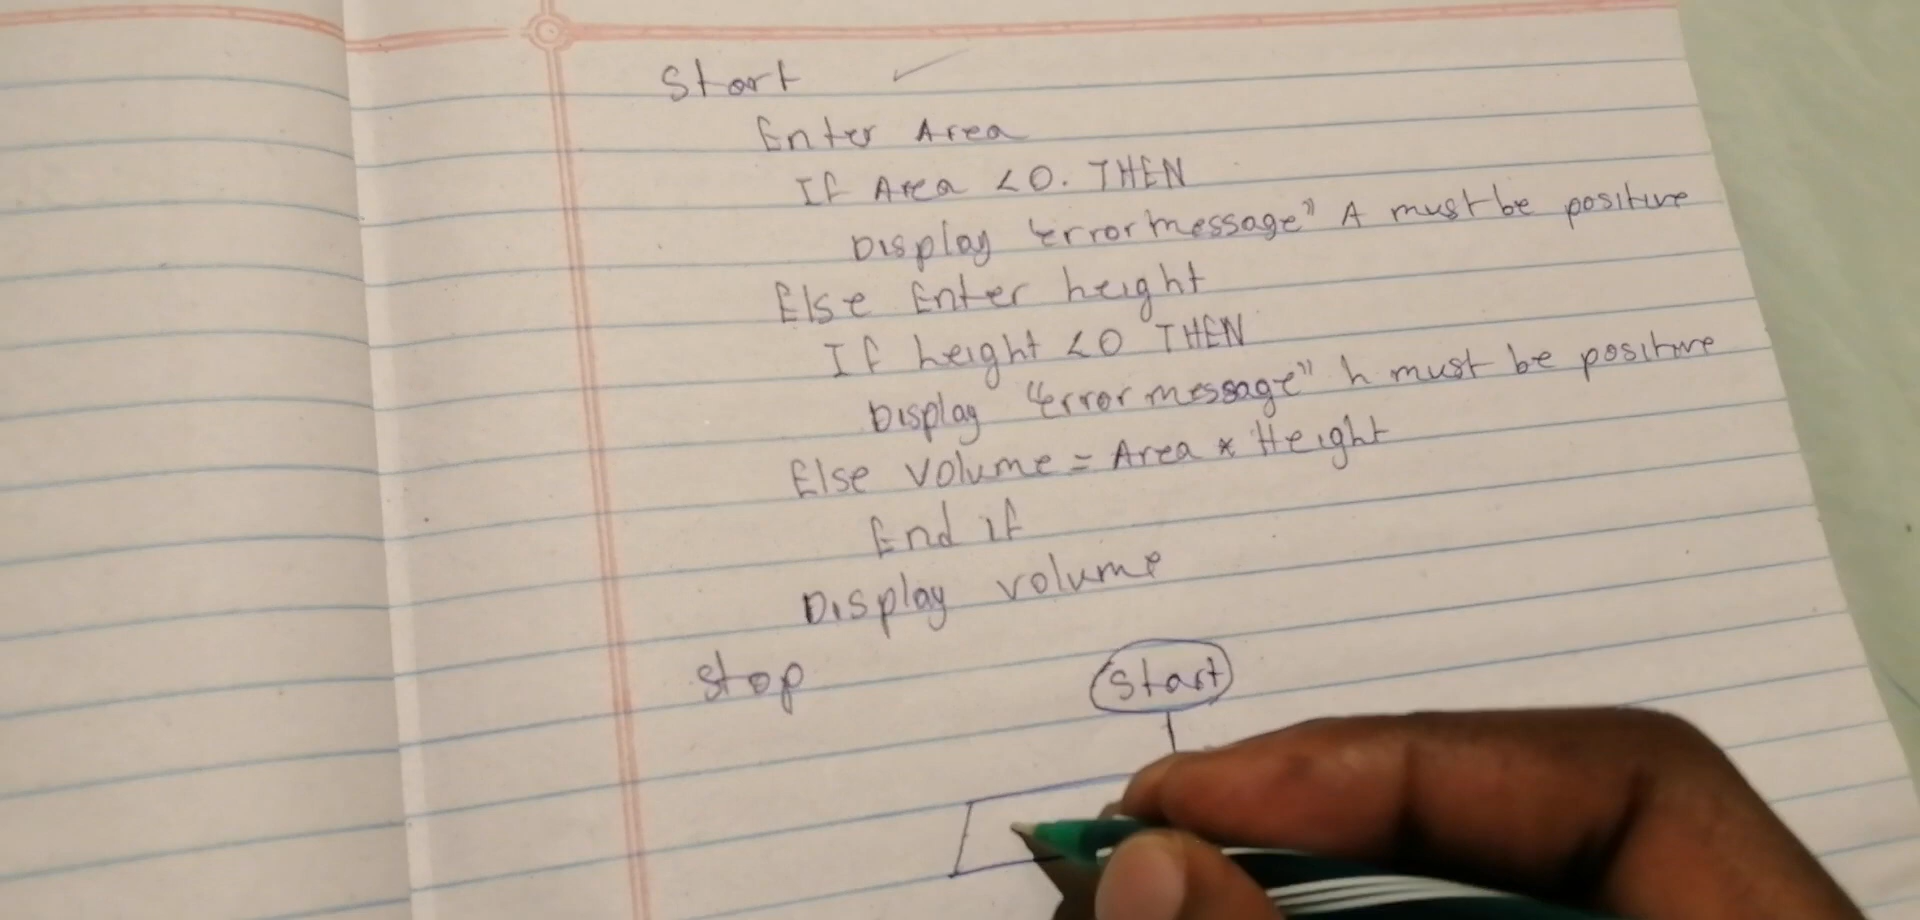 Start
Enter Area
If Area <0. THEN
Display "error message" A must be positive
Else Enter height
If height <0 THEN
Display "error message" h must be positive
Else Volume = Area * Height
End if
Display volume
Stop
Start